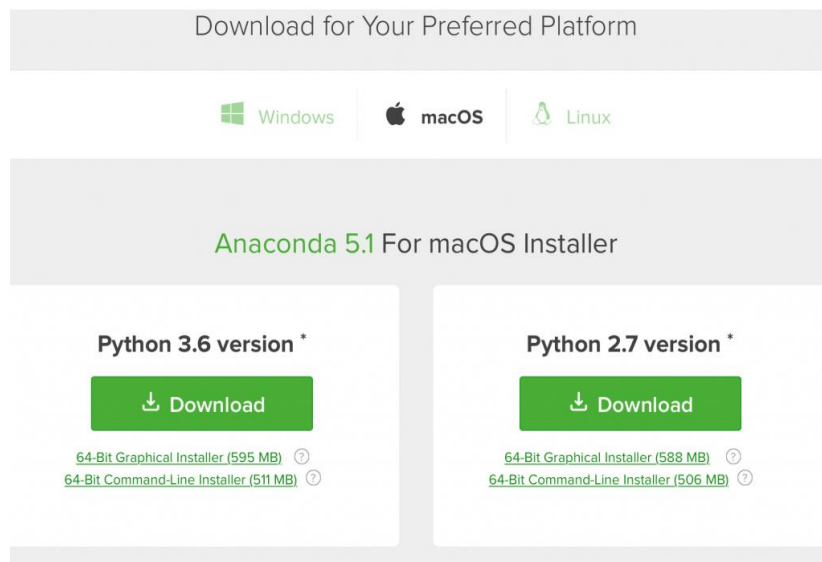 Download for Your Preferred Platform
Windows macOS Linux
Anaconda 5.1 For macOS Installer
Python 3.6 version *
Download
64-Bit Graphical Installer (595 MB) ?
64-Bit Command-Line Installer (511 MB) ?
Python 2.7 version *
Download
64-Bit Graphical Installer (588 MB) ?
64-Bit Command-Line Installer (506 MB) ?